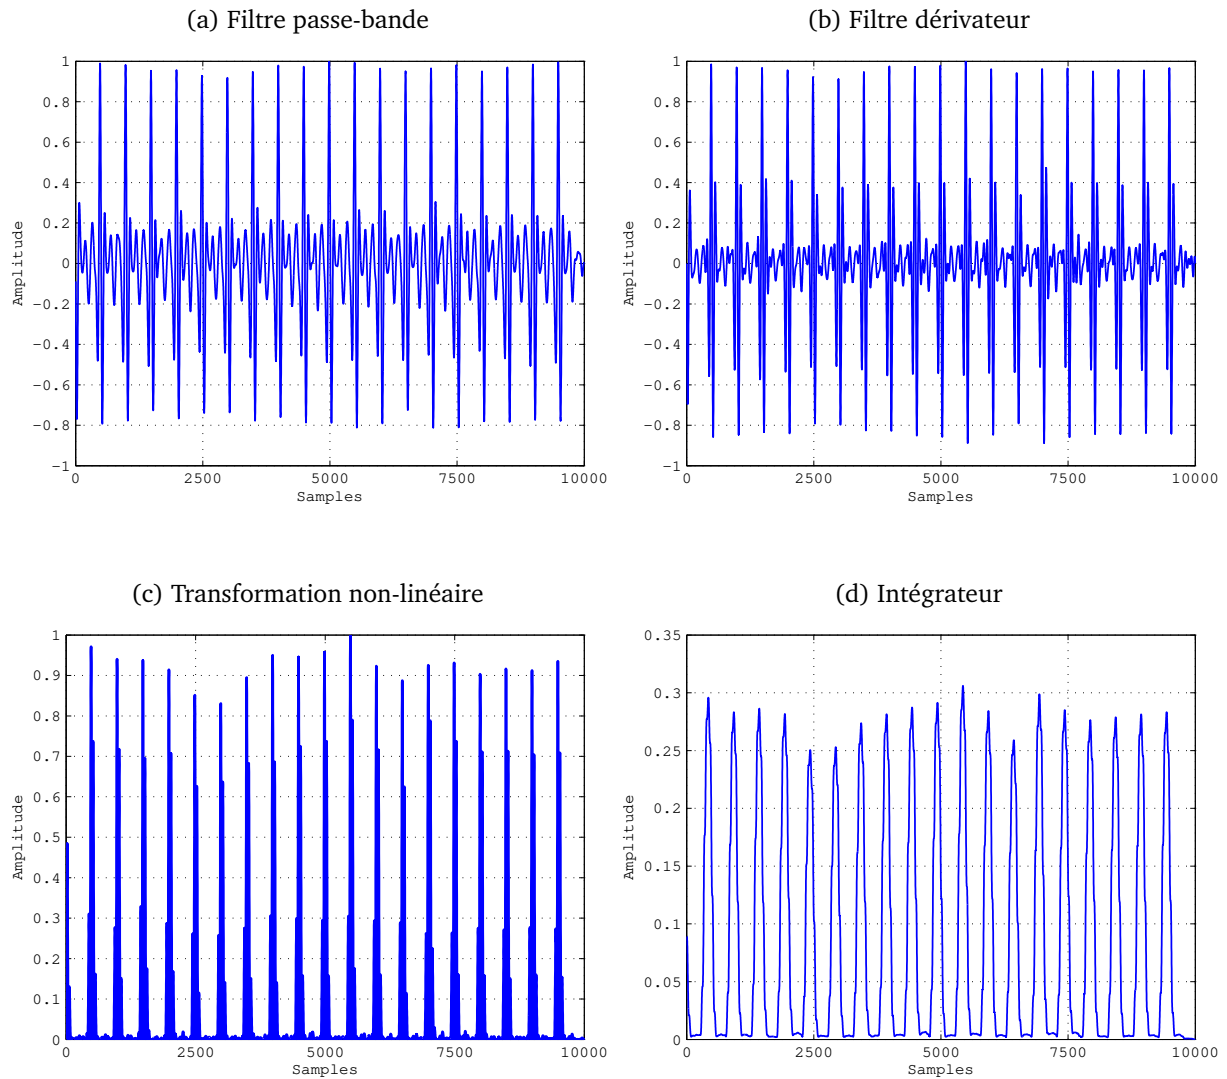 (a) Filtre passe-bande
1
0.8
0.6
0.4
0.2
0
−0.2
−0.4
−0.6
−0.8
−1
Amplitude
0 2500 5000 7500 10000
Samples
(b) Filtre dérivateur
1
0.8
0.6
0.4
0.2
0
−0.2
−0.4
−0.6
−0.8
−1
Amplitude
0 2500 5000 7500 10000
Samples
(c) Transformation non-linéaire
1
0.9
0.8
0.7
0.6
0.5
0.4
0.3
0.2
0.1
0
Amplitude
0 2500 5000 7500 10000
Samples
(d) Intégrateur
0.35
0.3
0.25
0.2
0.15
0.1
0.05
0
Amplitude
0 2500 5000 7500 10000
Samples